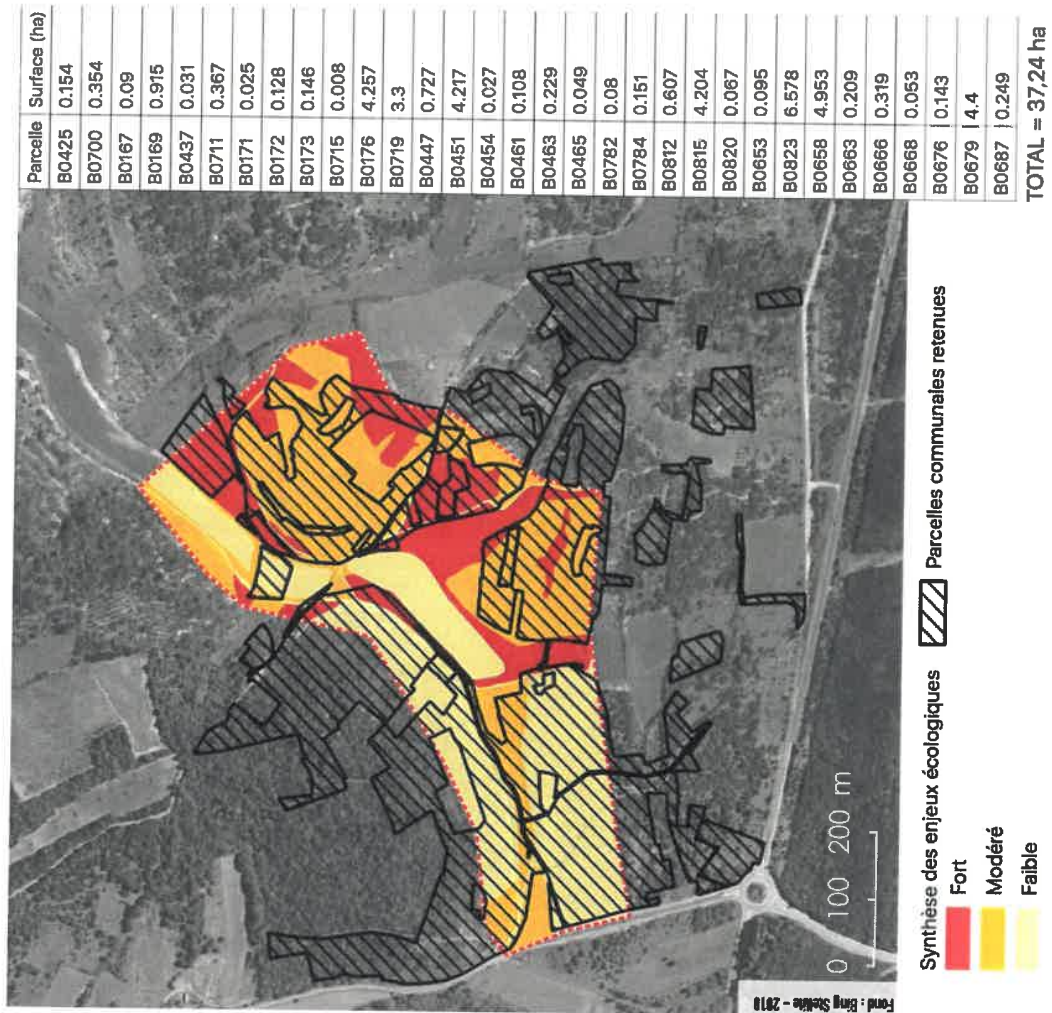 Parcelle Surface (ha)
B0425 0.154
B0700 0.354
B0167 0.09
B0169 0.915
B0437 0.031
B0711 0.367
B0171 0.025
B0172 0.128
B0173 0.146
B0715 0.008
B0176 4.257
B0719 3.3
B0447 0.727
B0451 4.217
B0454 0.027
B0461 0.108
B0463 0.229
B0465 0.049
B0782 0.08
B0784 0.151
B0812 0.607
B0815 4.204
B0820 0.067
B0653 0.095
B0823 6.578
B0658 4.953
B0663 0.209
B0666 0.319
B0668 0.053
B0676 0.143
B0679 4.4
B0687 0.249
TOTAL = 37,24 ha
0 100 200 m
Fond : Bing Stellite - 2018
Synthèse des enjeux écologiques
Fort
Modéré
Faible
Parcelles communales retenues